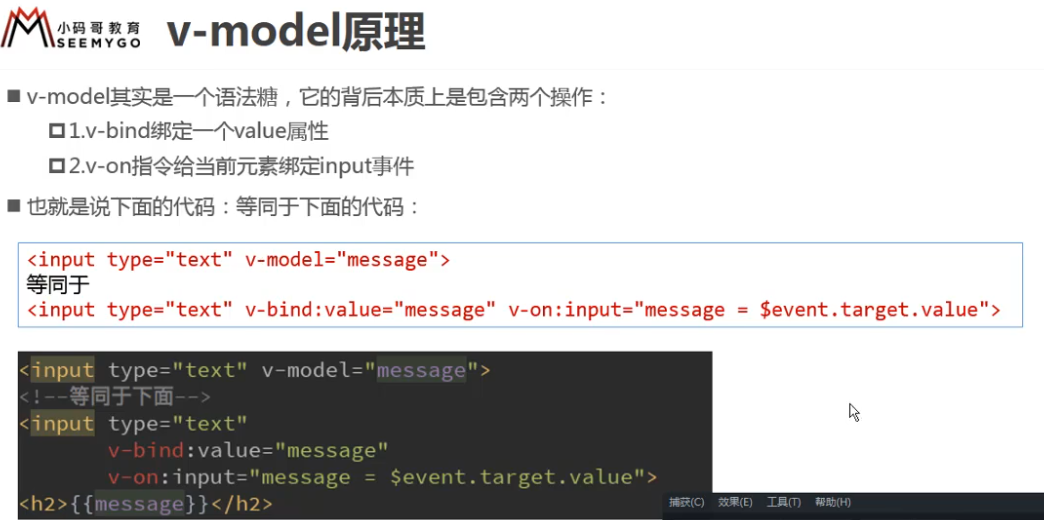 小码哥教育
SEEMYGO
v-model原理
v-model其实是一个语法糖，它的背后本质上是包含两个操作：
1.v-bind绑定一个value属性
2.v-on指令给当前元素绑定input事件
也就是说下面的代码：等同于下面的代码：
<input type="text" v-model="message">
等同于
<input type="text" v-bind:value="message" v-on:input="message = $event.target.value">
<input type="text" v-model="message">
<!--等同于下面-->
<input type="text"
v-bind:value="message"
v-on:input="message = $event.target.value">
<h2>{{message}}</h2>
捕获(C) 效果(E) 工具(T) 帮助(H)